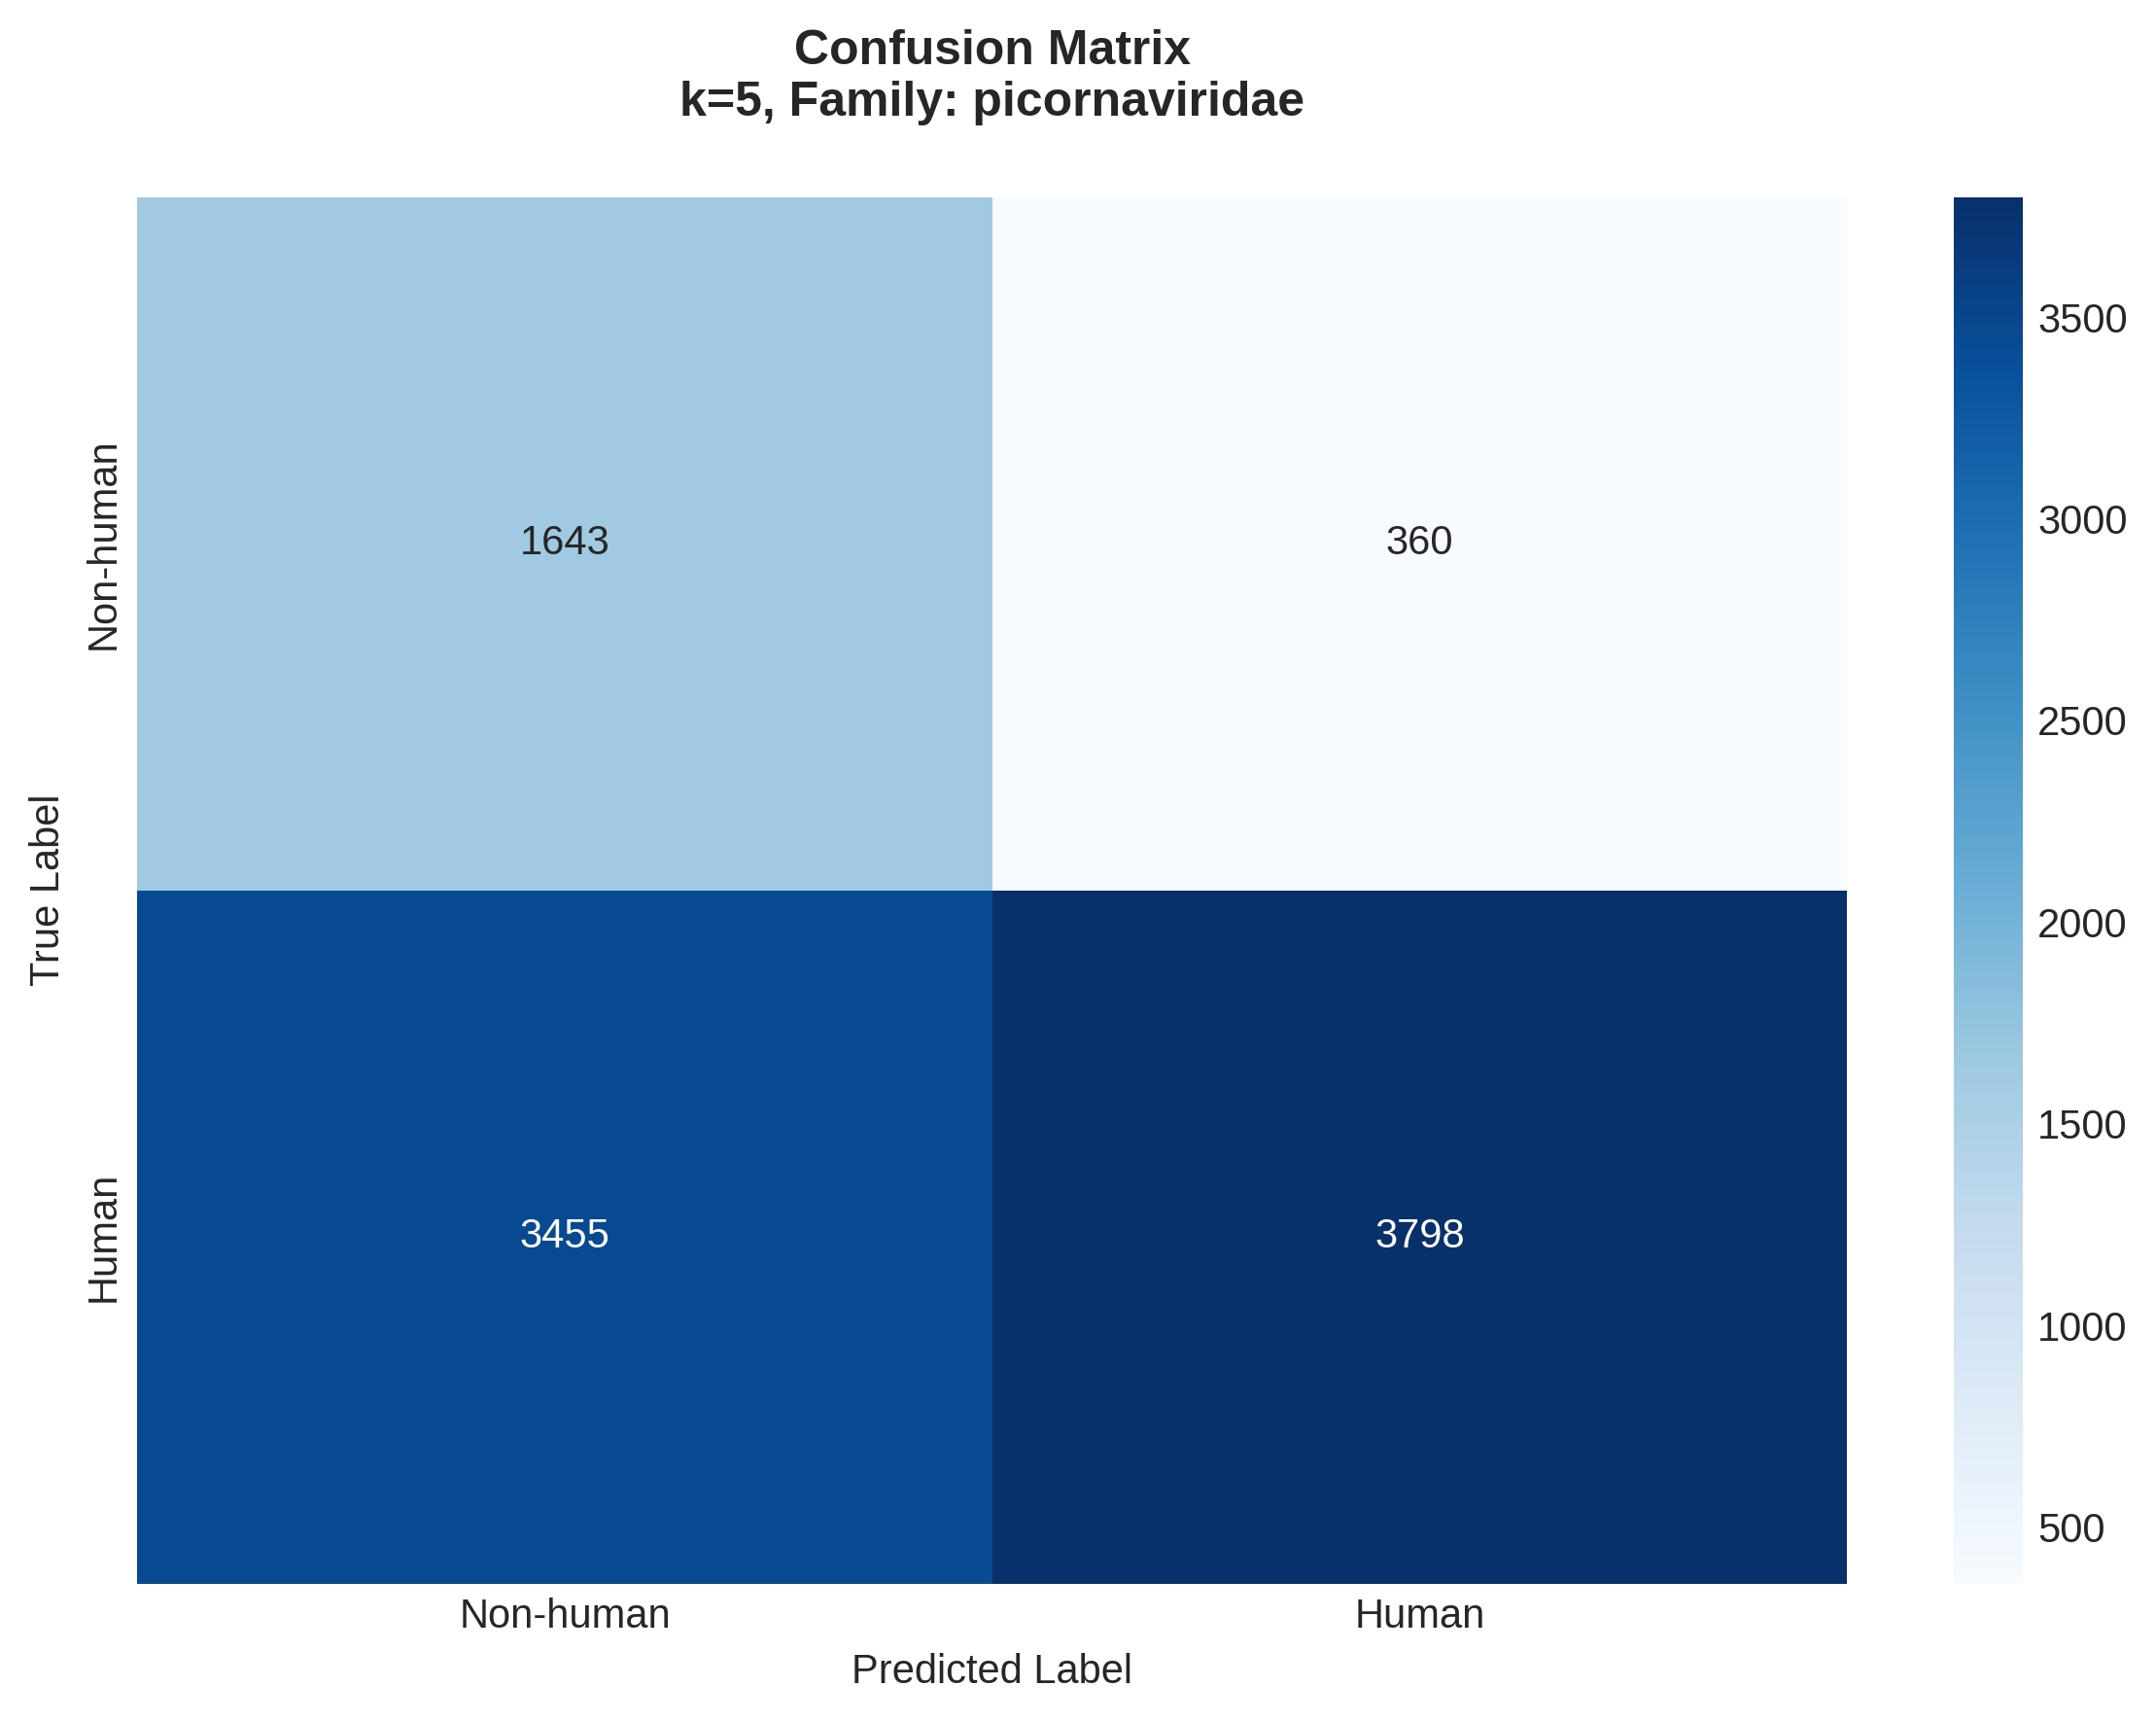 Confusion Matrix
k=5, Family: picornaviridae
True Label
Non-human
1643
360
Human
3455
3798
Non-human
Human
Predicted Label
3500
3000
2500
2000
1500
1000
500